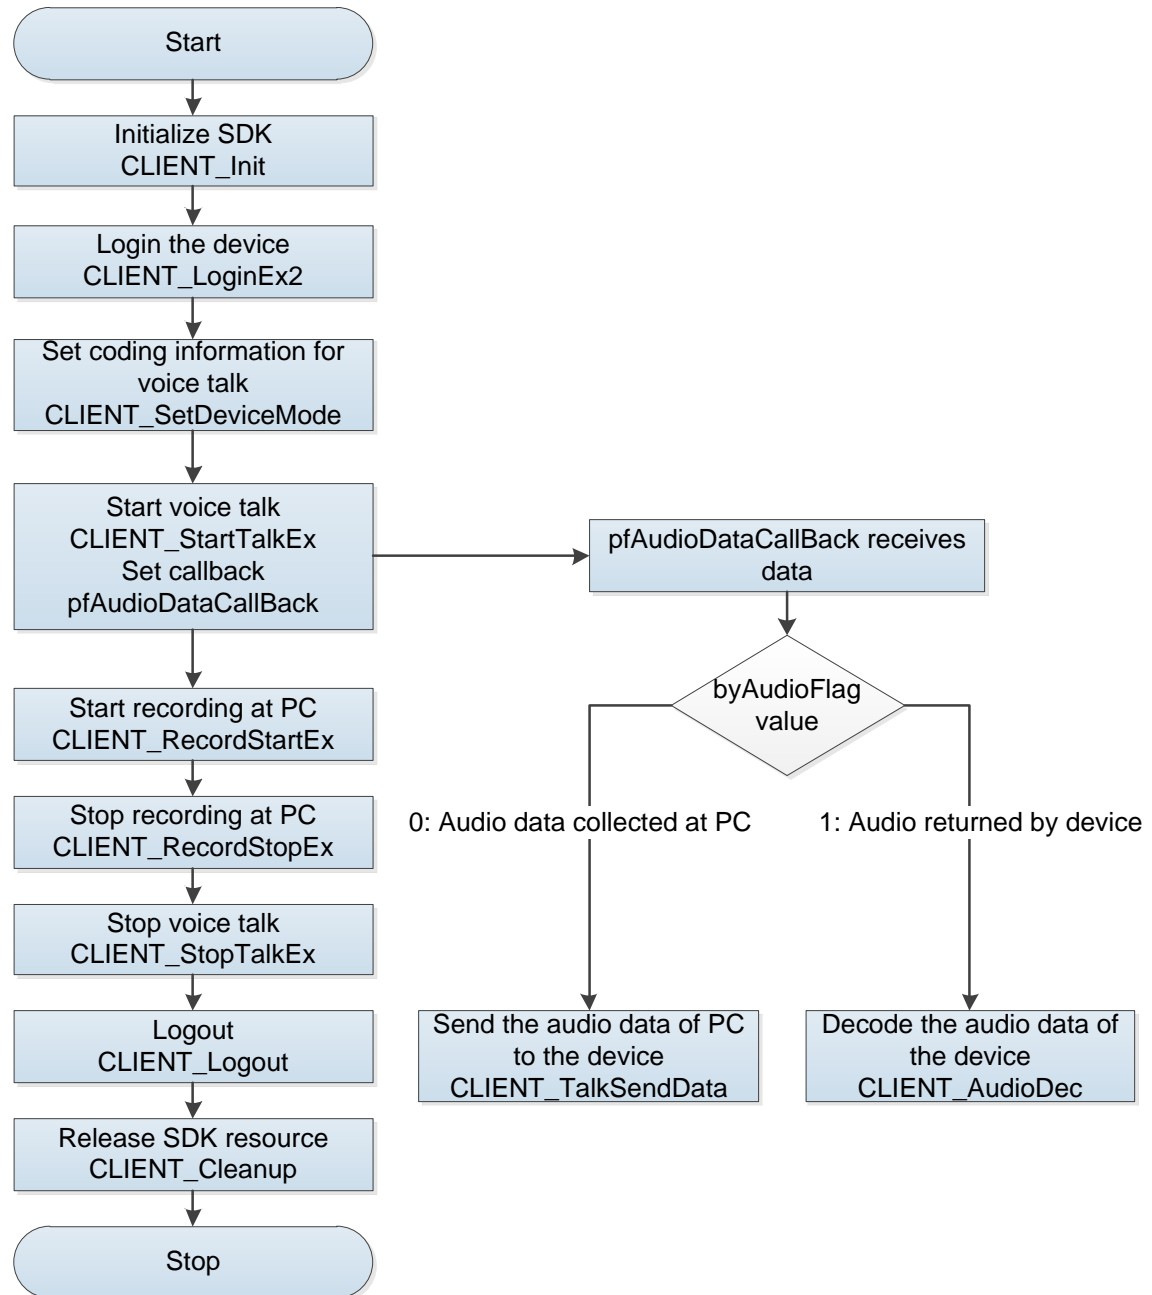 Start
Initialize SDK
CLIENT_Init
Login the device
CLIENT_LoginEx2
Set coding information for
voice talk
CLIENT_SetDeviceMode
Start voice talk
CLIENT_StartTalkEx
Set callback
pfAudioDataCallBack
pfAudioDataCallBack receives
data
byAudioFlag
value
Start recording at PC
CLIENT_RecordStartEx
Stop recording at PC
CLIENT_RecordStopEx
0: Audio data collected at PC
1: Audio returned by device
Stop voice talk
CLIENT_StopTalkEx
Logout
CLIENT_Logout
Send the audio data of PC
to the device
CLIENT_TalkSendData
Decode the audio data of
the device
CLIENT_AudioDec
Release SDK resource
CLIENT_Cleanup
Stop